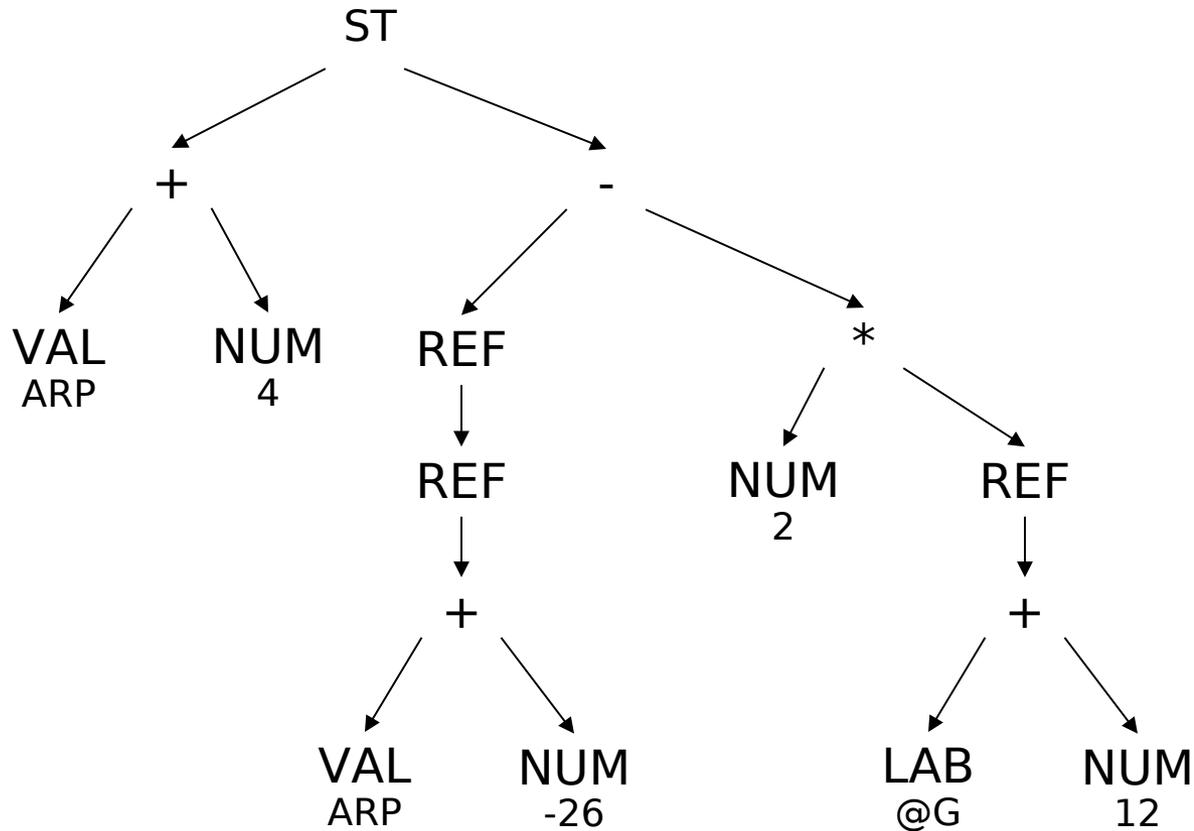 ST
+
-
VAL
ARP
NUM
4
REF
*
REF
NUM
2
REF
+
+
VAL
ARP
NUM
-26
LAB
@G
NUM
12